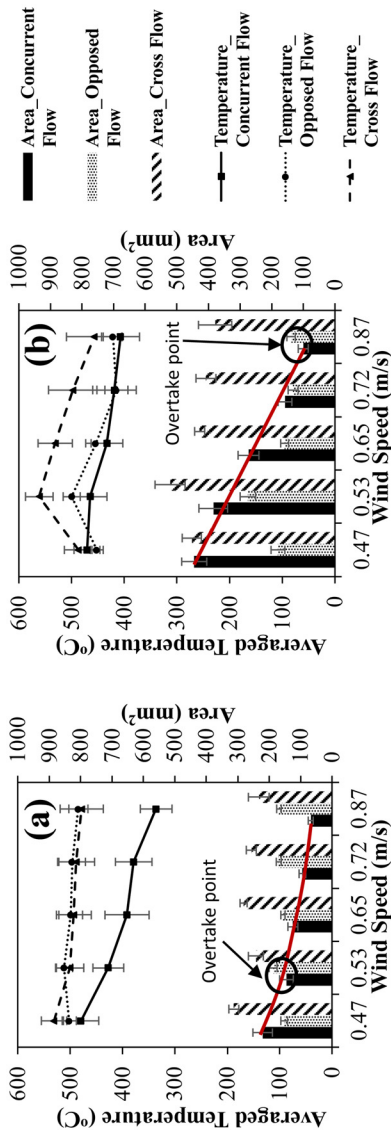 (a)
Averaged Temperature (ºC)
600
500
400
300
200
100
0
Overtake point
1000
900
800
700
600
500
400
300
200
100
0
Area (mm²)
0.47 0.53 0.65 0.72 0.87
Wind Speed (m/s)
(b)
Averaged Temperature (ºC)
600
500
400
300
200
100
0
Overtake point
1000
900
800
700
600
500
400
300
200
100
0
Area (mm²)
0.47 0.53 0.65 0.72 0.87
Wind Speed (m/s)
Area_Concurrent
Flow
Area_Opposed
Flow
Area_Cross Flow
Temperature_
Concurrent Flow
Temperature_
Opposed Flow
Temperature_
Cross Flow